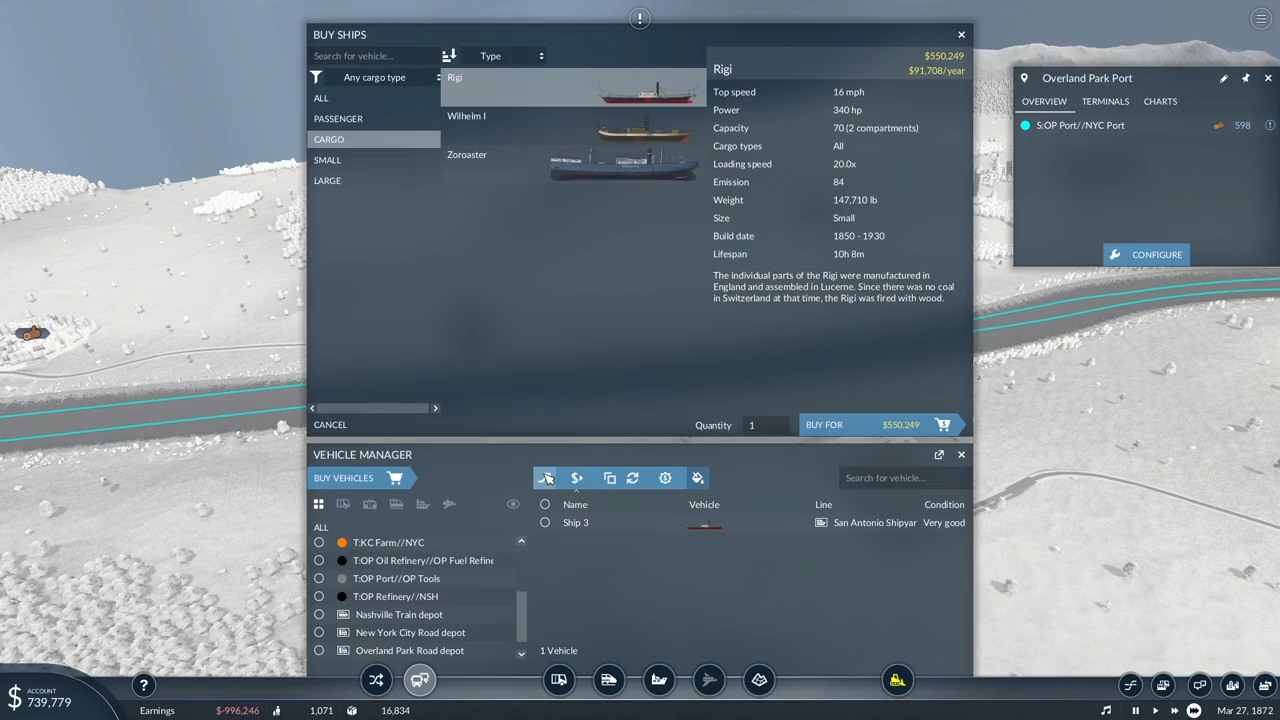 BUY SHIPS
Search for vehicle...
Type
Any cargo type
ALL
PASSENGER
CARGO
SMALL
LARGE
Rigi
Wilhelm I
Zoroaster
$550,249
Rigi
$91,708/year
Top speed 16 mph
Power 340 hp
Capacity 70 (2 compartments)
Cargo types All
Loading speed 20.0x
Emission 84
Weight 147,710 lb
Size Small
Build date 1850 - 1930
Lifespan 10h 8m
The individual parts of the Rigi were manufactured in
England and assembled in Lucerne. Since there was no coal
in Switzerland at that time, the Rigi was fired with wood.
CANCEL
Quantity 1
BUY FOR $550,249
Overland Park Port
OVERVIEW TERMINALS CHARTS
S:OP Port//NYC Port 598
CONFIGURE
VEHICLE MANAGER
BUY VEHICLES
Search for vehicle...
ALL
T:KC Farm//NYC
T:OP Oil Refinery//OP Fuel Refine
T:OP Port//OP Tools
T:OP Refinery//NSH
Nashville Train depot
New York City Road depot
Overland Park Road depot
Name Vehicle Line Condition
Ship 3 San Antonio Shipyar Very good
1 Vehicle
$ ACCOUNT
739,779
?
Earnings $-996,246 1,071 16,834
Mar 27, 1872